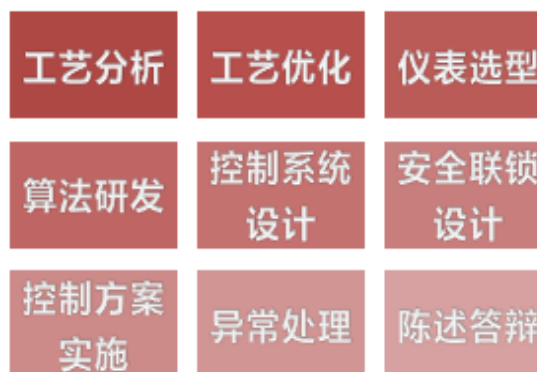 工艺分析 工艺优化 仪表选型
算法研发
控制系统
设计
安全联锁
设计
控制方案
实施
异常处理
陈述答辩